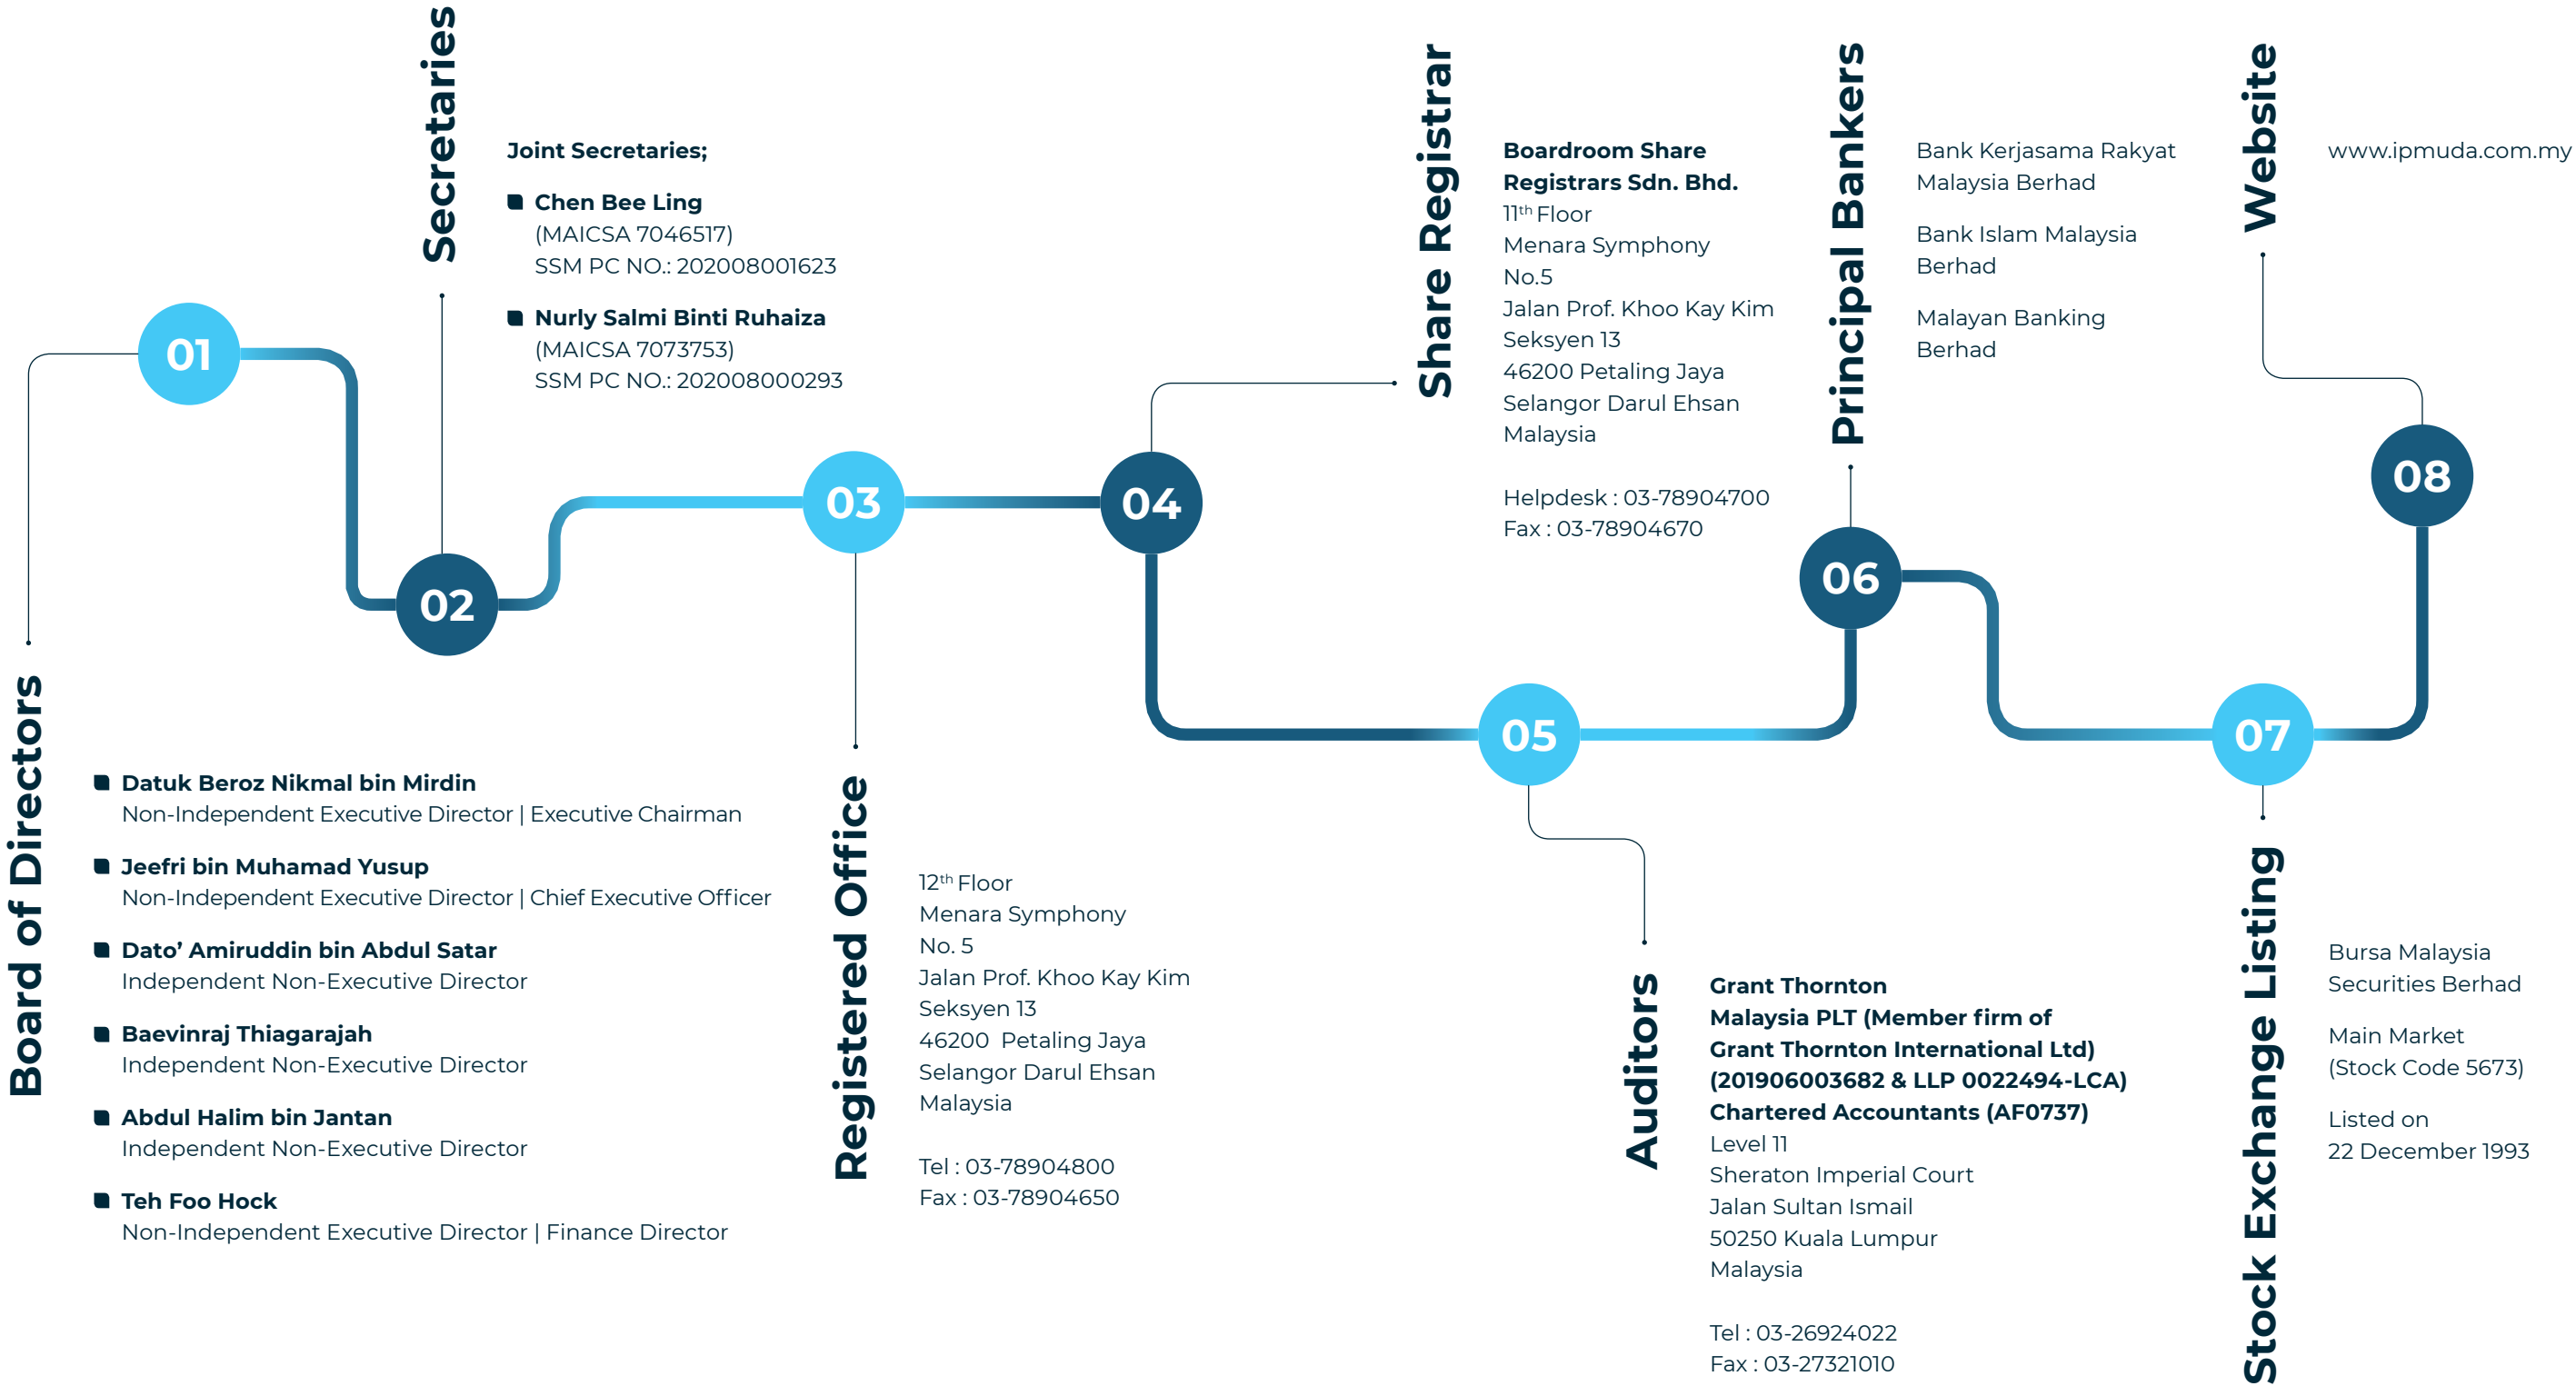 01
Board of Directors
Datuk Beroz Nikmal bin Mirdin
Non-Independent Executive Director | Executive Chairman
Jeefri bin Muhamad Yusup
Non-Independent Executive Director | Chief Executive Officer
Dato’ Amiruddin bin Abdul Satar
Independent Non-Executive Director
Baevinraj Thiagarajah
Independent Non-Executive Director
Abdul Halim bin Jantan
Independent Non-Executive Director
Teh Foo Hock
Non-Independent Executive Director | Finance Director
02
Secretaries
Joint Secretaries;
Chen Bee Ling
(MAICSA 7046517)
SSM PC NO.: 202008001623
Nurly Salmi Binti Ruhaiza
(MAICSA 7073753)
SSM PC NO.: 202008000293
03
Registered Office
12th Floor
Menara Symphony
No. 5
Jalan Prof. Khoo Kay Kim
Seksyen 13
46200  Petaling Jaya
Selangor Darul Ehsan
Malaysia
Tel : 03-78904800
Fax : 03-78904650
04
Share Registrar
Boardroom Share
Registrars Sdn. Bhd.
11th Floor
Menara Symphony
No.5
Jalan Prof. Khoo Kay Kim
Seksyen 13
46200 Petaling Jaya
Selangor Darul Ehsan
Malaysia
Helpdesk : 03-78904700
Fax : 03-78904670
05
Auditors
Grant Thornton
Malaysia PLT (Member firm of
Grant Thornton International Ltd)
(201906003682 & LLP 0022494-LCA)
Chartered Accountants (AF0737)
Level 11
Sheraton Imperial Court
Jalan Sultan Ismail
50250 Kuala Lumpur
Malaysia
Tel : 03-26924022
Fax : 03-27321010
06
Principal Bankers
Bank Kerjasama Rakyat
Malaysia Berhad
Bank Islam Malaysia
Berhad
Malayan Banking
Berhad
07
Stock Exchange Listing
Bursa Malaysia
Securities Berhad
Main Market
(Stock Code 5673)
Listed on
22 December 1993
08
Website
www.ipmuda.com.my